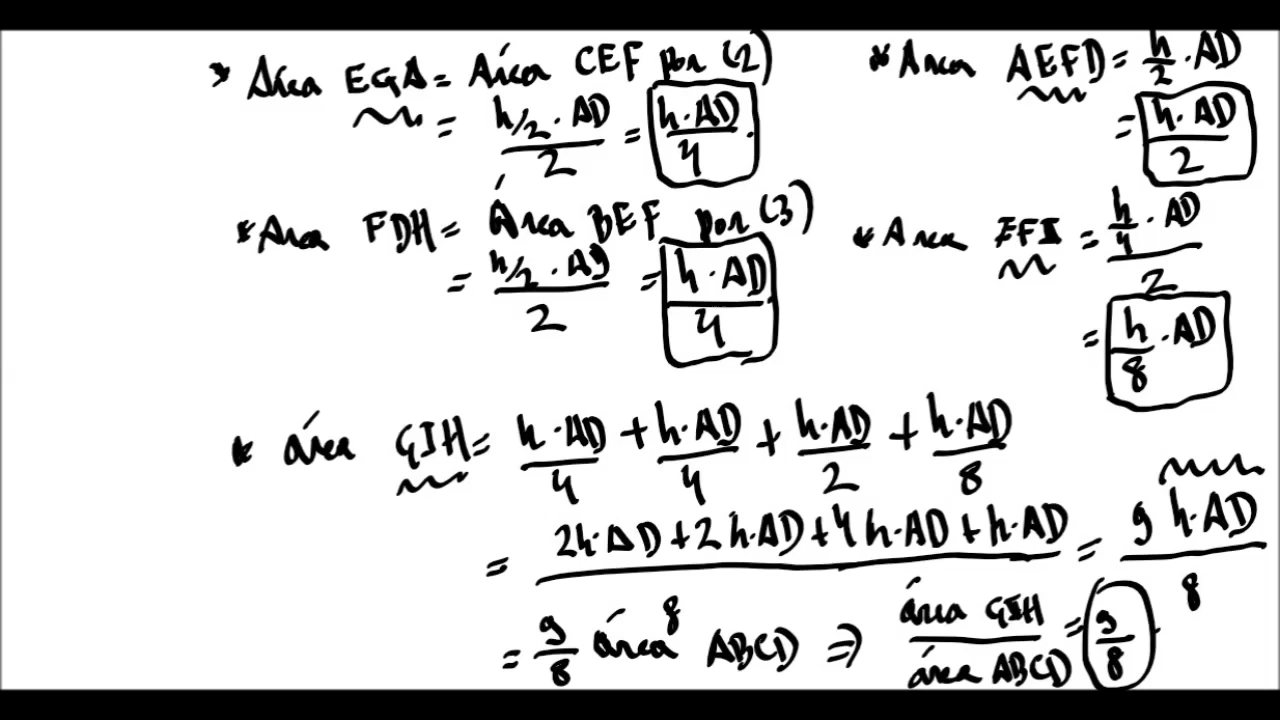 * Área EGA = Área CEF por (2)
= h/2 · AD / 2 = h · AD / 4 .
* Área FDH = Área BEF por (3)
= h/2 · AD / 2 = h · AD / 4
* Área AEFD = h/2 · AD
= h · AD / 2
* Area EFI = h/4 · AD / 2
= h/8 · AD
* área GIH = h · AD / 4 + h · AD / 4 + h · AD / 2 + h · AD / 8
= 2h · AD + 2h · AD + 4h · AD + h · AD / 8 = 9 h · AD / 8
= 9/8 área ABCD ⇒ área GIH / área ABCD = 9/8 .